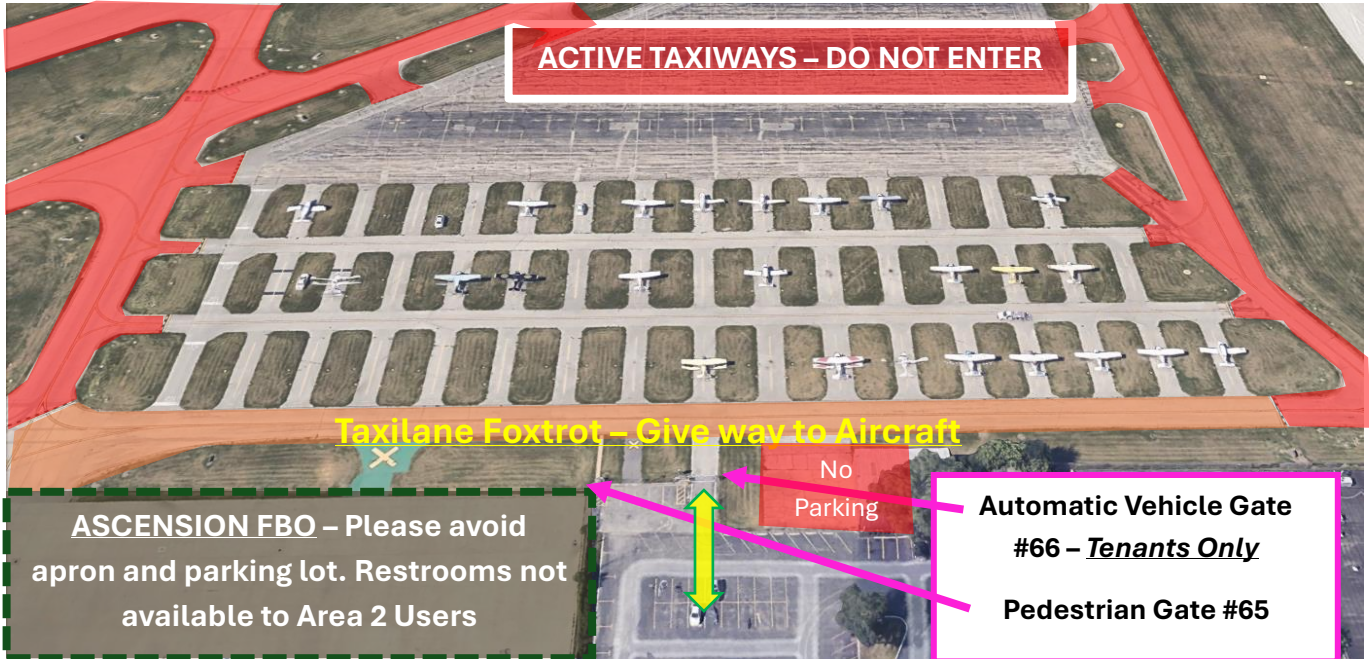 ACTIVE TAXIWAYS – DO NOT ENTER
Taxilane Foxtrot – Give way to Aircraft
No
Parking
ASCENSION FBO – Please avoid
apron and parking lot. Restrooms not
available to Area 2 Users
Automatic Vehicle Gate
#66 – Tenants Only
Pedestrian Gate #65